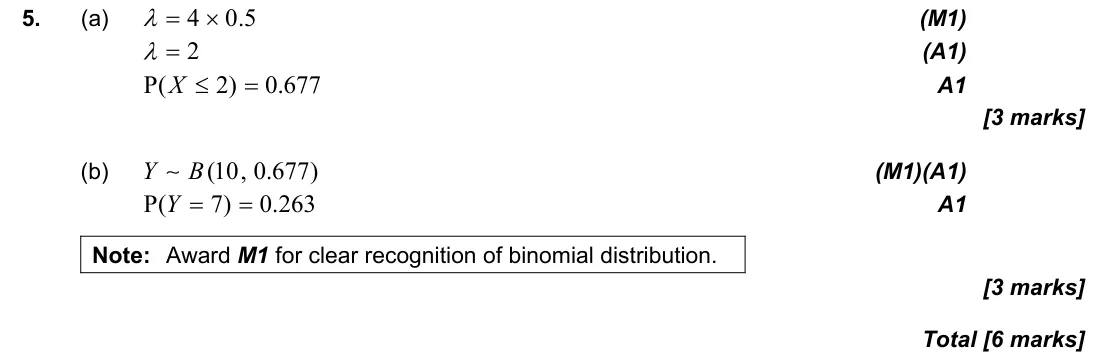 5. (a) λ = 4 × 0.5 (M1)
λ = 2 (A1)
P(X ≤ 2) = 0.677 A1
[3 marks]
(b) Y ~ B(10, 0.677) (M1)(A1)
P(Y = 7) = 0.263 A1
Note: Award M1 for clear recognition of binomial distribution.
[3 marks]
Total [6 marks]